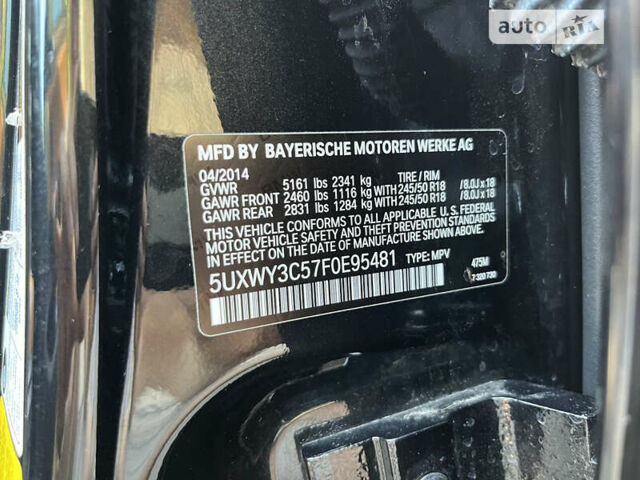 auto RIA
MFD BY BAYERISCHE MOTOREN WERKE AG
04/2014 TIRE / RIM
GVWR 5161 lbs 2341 kg
GAWR FRONT 2460 lbs 1116 kg WITH 245/50 R18 / 8.0J x 18
GAWR REAR 2831 lbs 1284 kg WITH 245/50 R18 / 8.0J x 18
THIS VEHICLE CONFORMS TO ALL APPLICABLE U.S. FEDERAL
MOTOR VEHICLE SAFETY AND THEFT PREVENTION STANDARDS
IN EFFECT ON THE DATE OF MANUFACTURE SHOWN ABOVE.
5UXWY3C57F0E95481 TYPE: MPV 475M
7 320 730